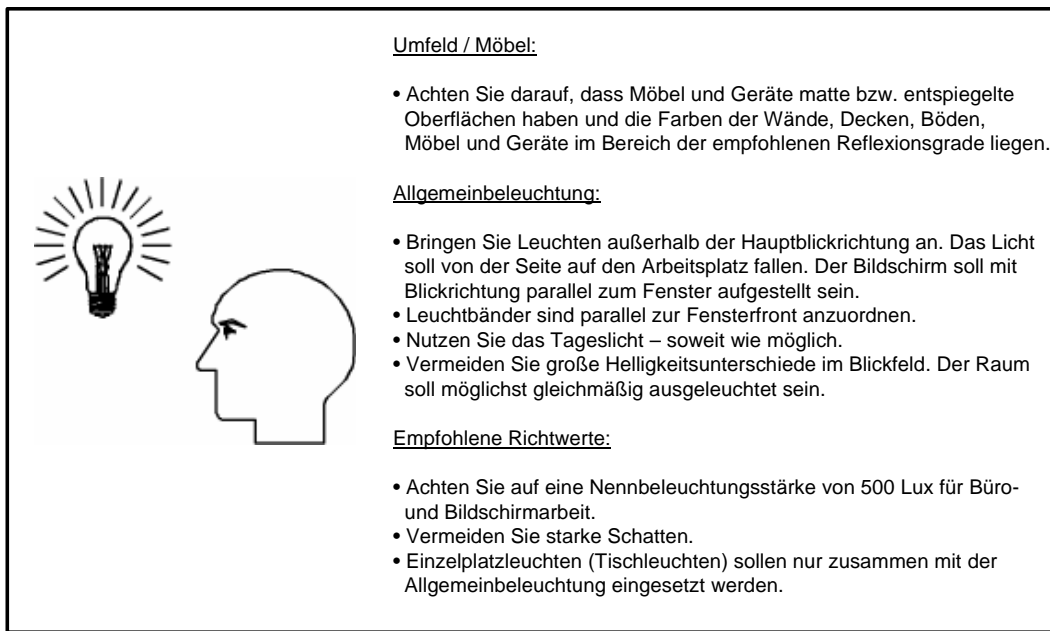 Umfeld / Möbel:
• Achten Sie darauf, dass Möbel und Geräte matte bzw. entspiegelte
Oberflächen haben und die Farben der Wände, Decken, Böden,
Möbel und Geräte im Bereich der empfohlenen Reflexionsgrade liegen.
Allgemeinbeleuchtung:
• Bringen Sie Leuchten außerhalb der Hauptblickrichtung an. Das Licht
soll von der Seite auf den Arbeitsplatz fallen. Der Bildschirm soll mit
Blickrichtung parallel zum Fenster aufgestellt sein.
• Leuchtbänder sind parallel zur Fensterfront anzuordnen.
• Nutzen Sie das Tageslicht – soweit wie möglich.
• Vermeiden Sie große Helligkeitsunterschiede im Blickfeld. Der Raum
soll möglichst gleichmäßig ausgeleuchtet sein.
Empfohlene Richtwerte:
• Achten Sie auf eine Nennbeleuchtungsstärke von 500 Lux für Büro-
und Bildschirmarbeit.
• Vermeiden Sie starke Schatten.
• Einzelplatzleuchten (Tischleuchten) sollen nur zusammen mit der
Allgemeinbeleuchtung eingesetzt werden.